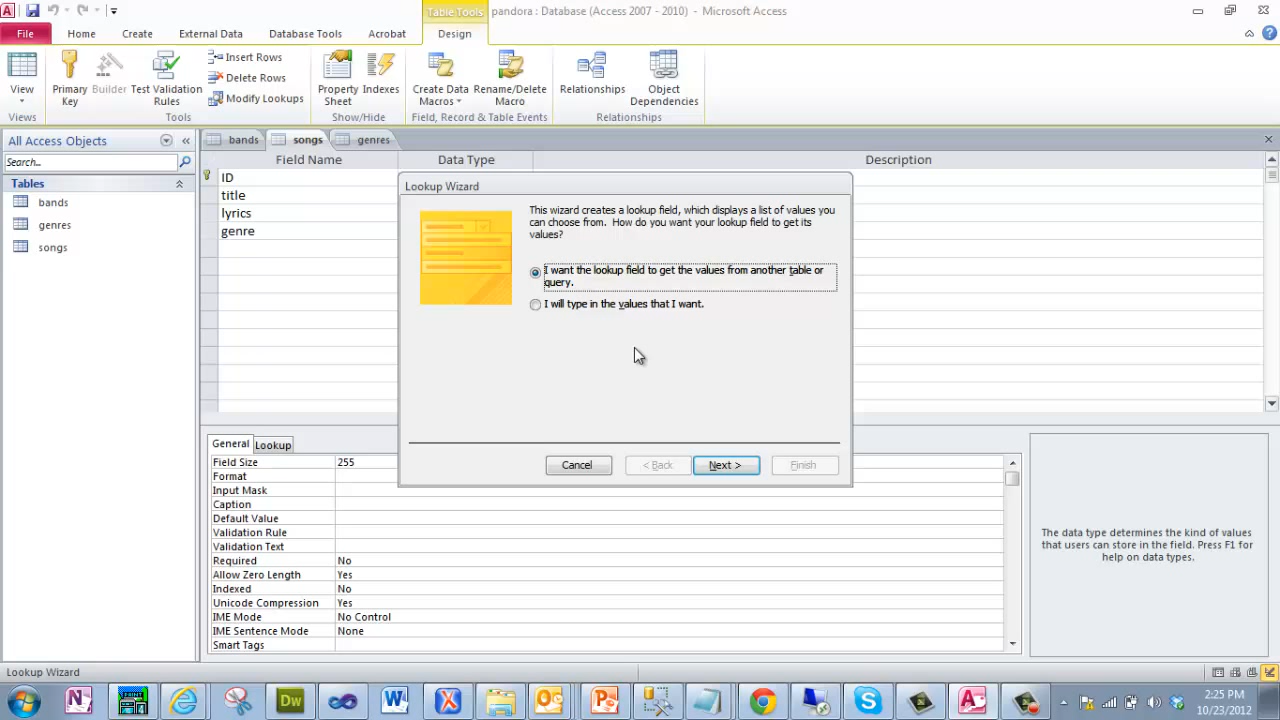 Table Tools
pandora : Database (Access 2007 - 2010) - Microsoft Access
File
Home
Create
External Data
Database Tools
Acrobat
Design
View
Primary
Key
Builder
Test Validation
Rules
Insert Rows
Delete Rows
Modify Lookups
Property
Sheet
Indexes
Create Data
Macros
Rename/Delete
Macro
Relationships
Object
Dependencies
Views
Tools
Show/Hide
Field, Record & Table Events
Relationships
All Access Objects
Search...
Tables
bands
genres
songs
bands
songs
genres
Field Name
Data Type
Description
ID
title
lyrics
genre
Lookup Wizard
This wizard creates a lookup field, which displays a list of values you
can choose from. How do you want your lookup field to get its
values?
I want the lookup field to get the values from another table or
query.
I will type in the values that I want.
Cancel
< Back
Next >
Finish
General
Lookup
Field Size 255
Format
Input Mask
Caption
Default Value
Validation Rule
Validation Text
Required No
Allow Zero Length Yes
Indexed No
Unicode Compression Yes
IME Mode No Control
IME Sentence Mode None
Smart Tags
The data type determines the kind of values
that users can store in the field. Press F1 for
help on data types.
Lookup Wizard
2:25 PM
10/23/2012